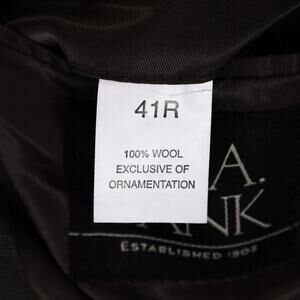 41R
100% WOOL
EXCLUSIVE OF
ORNAMENTATION
A.
ESTABLISHED 1905